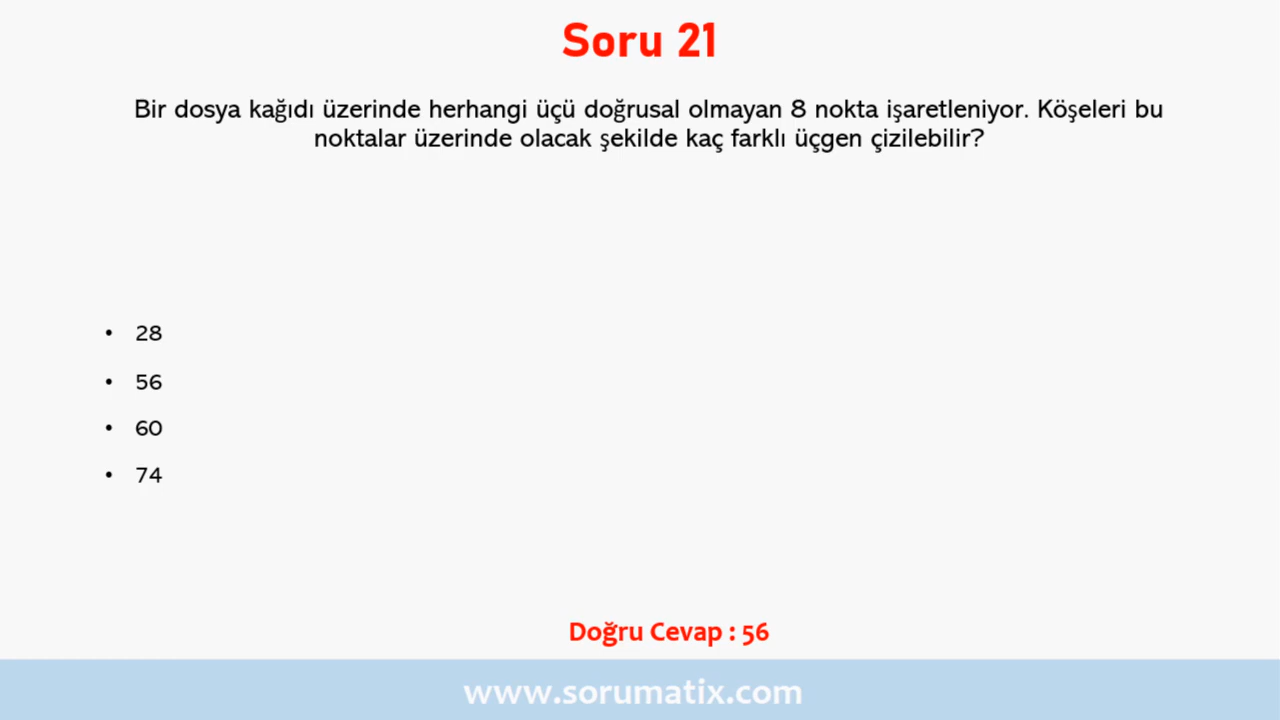 Soru 21
Bir dosya kağıdı üzerinde herhangi üçü doğrusal olmayan 8 nokta işaretleniyor. Köşeleri bu
noktalar üzerinde olacak şekilde kaç farklı üçgen çizilebilir?
• 28
• 56
• 60
• 74
Doğru Cevap : 56
www.sorumatix.com